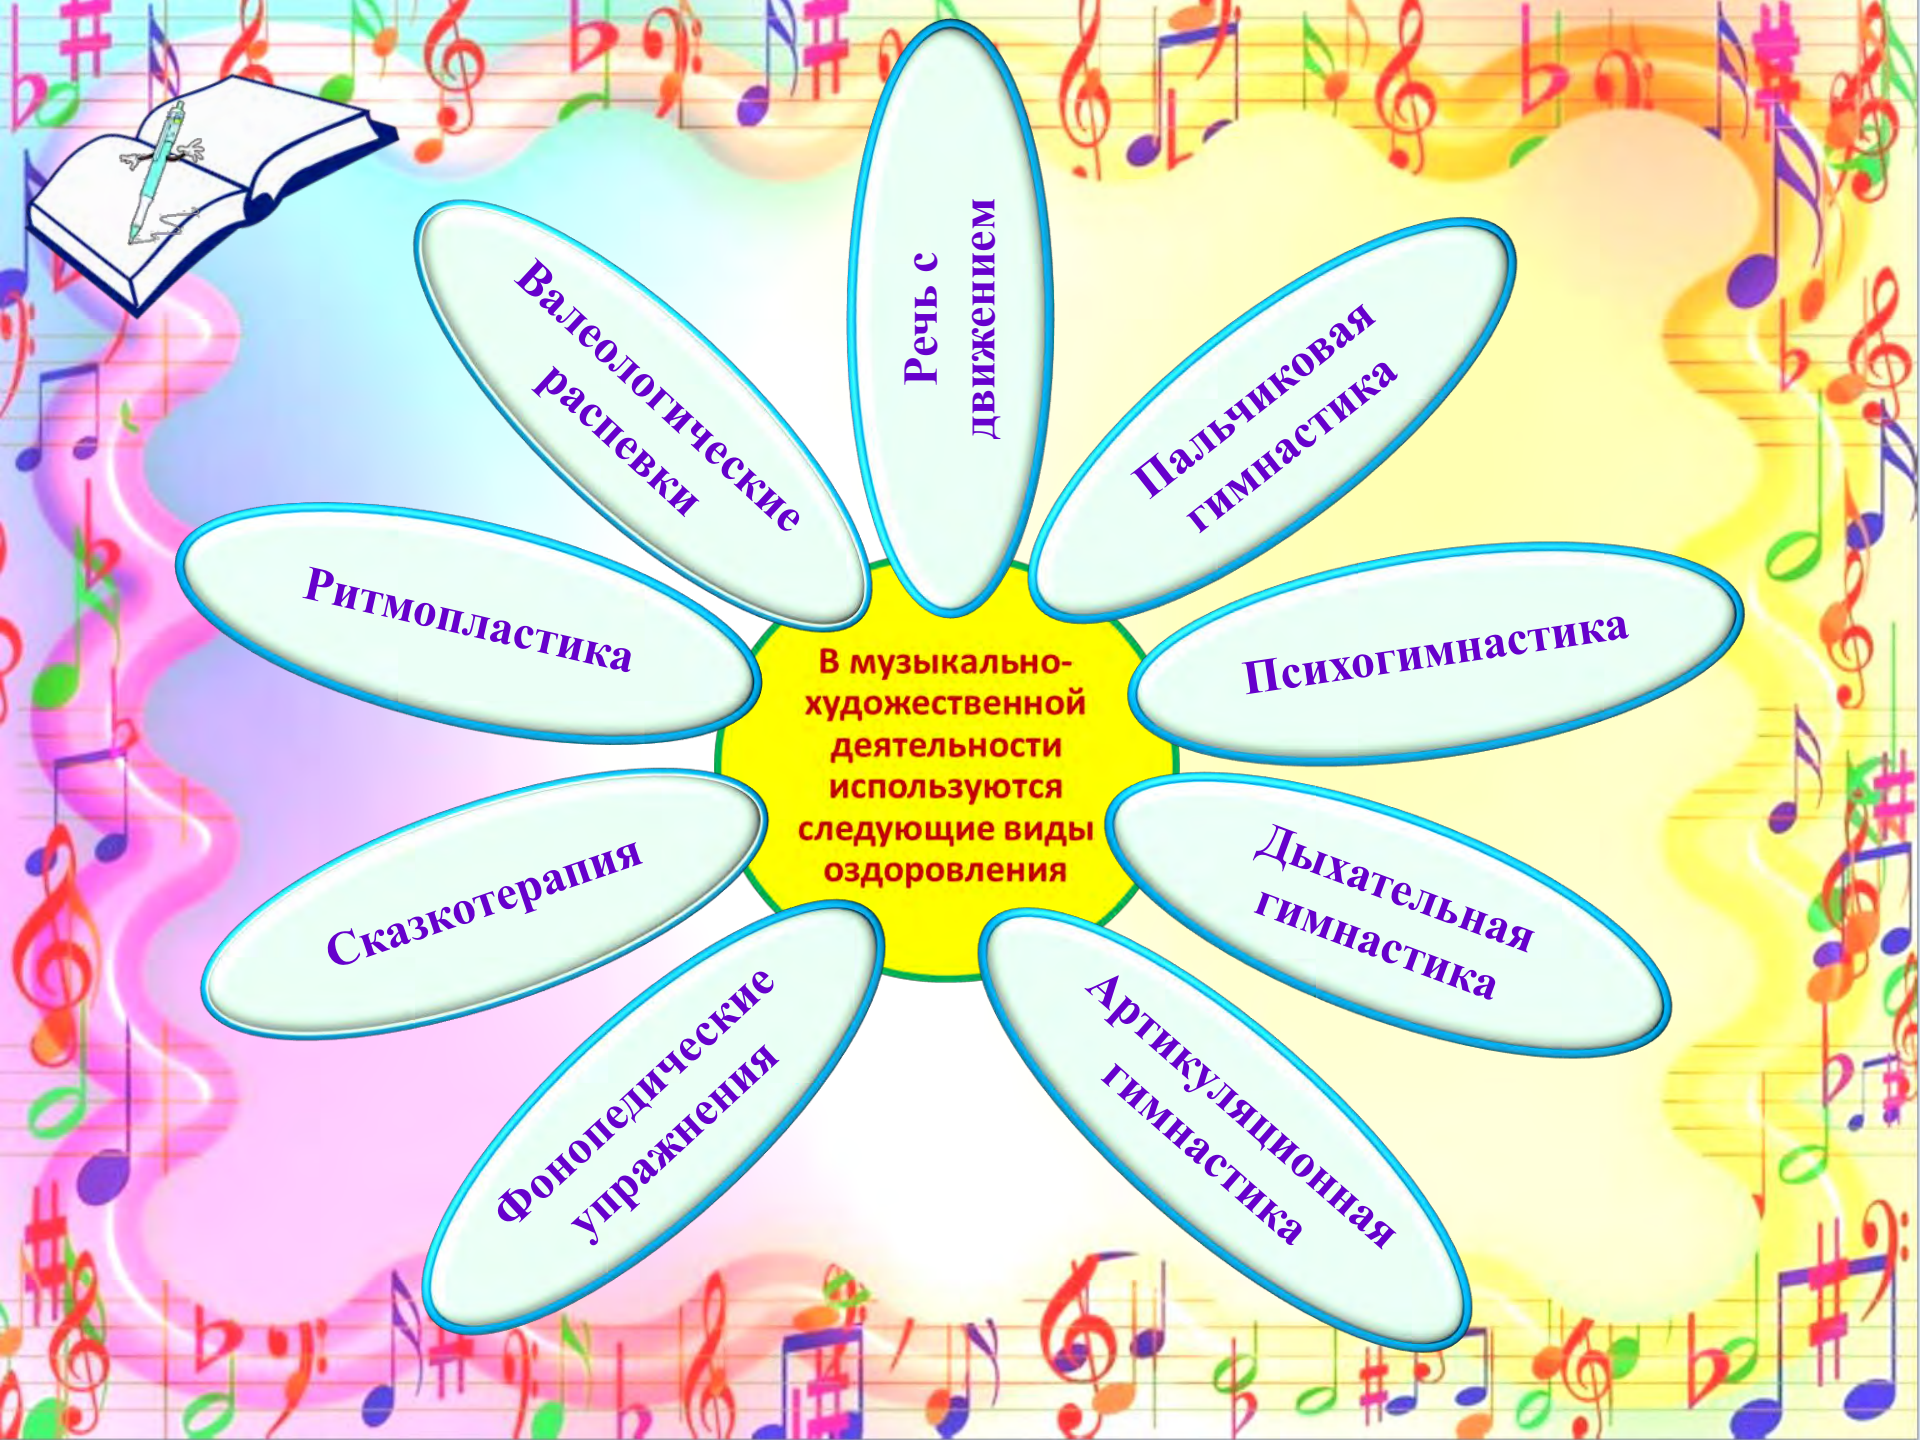 Речь с
движением
Пальчиковая
гимнастика
Психогимнастика
Дыхательная
гимнастика
Артикуляционная
гимнастика
Фонопедические
упражнения
Сказкотерапия
Ритмопластика
Валеологические
распевки
В музыкально-
художественной
деятельности
используются
следующие виды
оздоровления